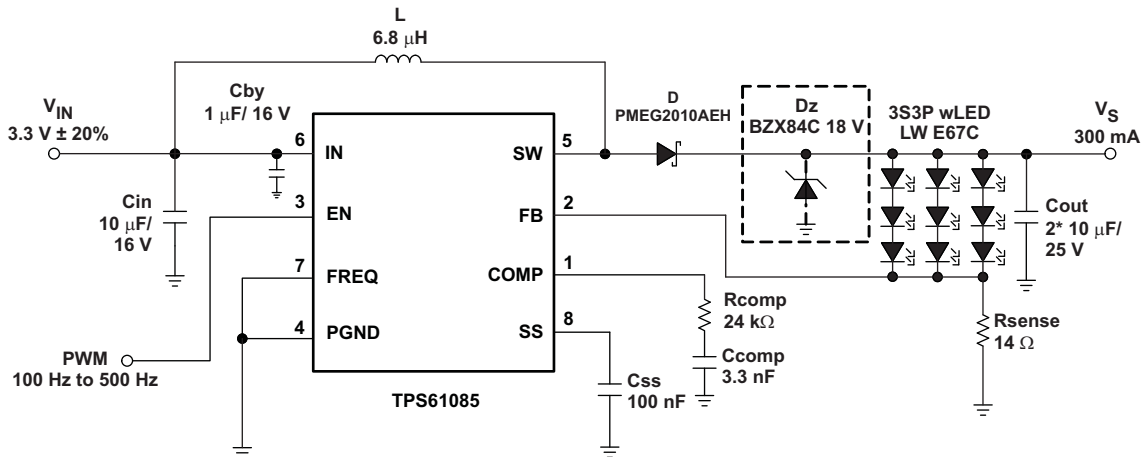 L
6.8 μH
Cby
1 μF/ 16 V
VIN
3.3 V ± 20%
D
PMEG2010AEH
Dz
BZX84C 18 V
3S3P wLED
LW E67C
VS
300 mA
6
IN
SW
5
Cin
10 μF/
16 V
3
EN
FB
2
Cout
2* 10 μF/
25 V
7
FREQ
COMP
1
Rcomp
24 kΩ
4
PGND
SS
8
Rsense
14 Ω
PWM
100 Hz to 500 Hz
Ccomp
3.3 nF
Css
100 nF
TPS61085